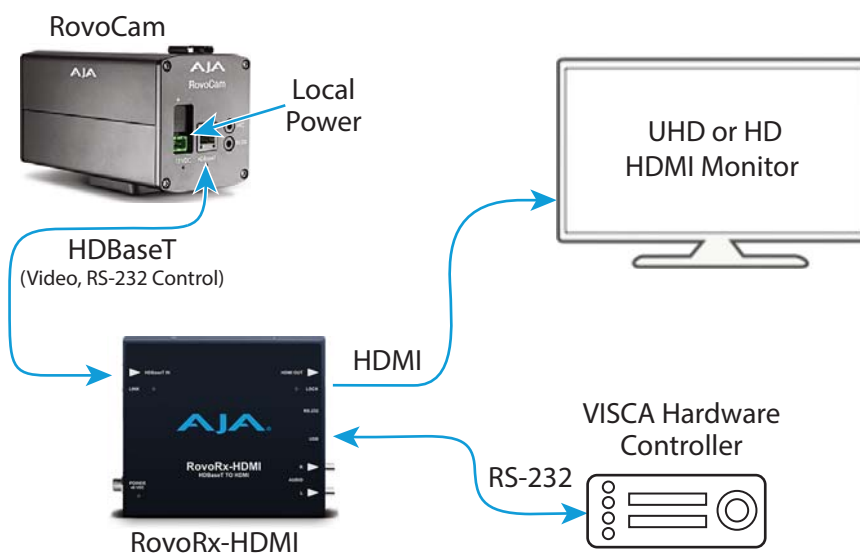 RovoCam
AJA
AJA
RovoCam
Local
Power
12VDC
HDBaseT
UHD or HD
HDMI Monitor
HDBaseT
(Video, RS-232 Control)
HDMI
HDBaseT IN
HDMI OUT
LINK
LOCK
RS-232
USB
AJA
RovoRx-HDMI
HDBaseT TO HDMI
R
AUDIO
L
POWER
RovoRx-HDMI
RS-232
VISCA Hardware
Controller